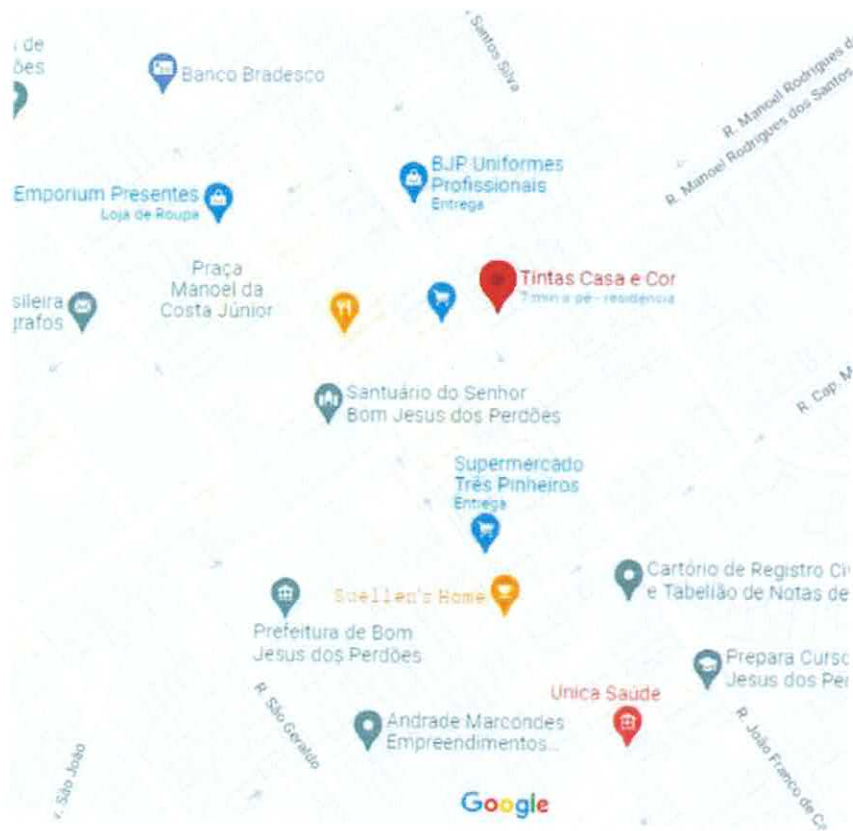 de
ões
Banco Bradesco
Santos Silva
R. Manoel Rodrigues d
R. Manoel Rodrigues dos Santos
BJP Uniformes
Profissionais
Entrega
Emporium Presentes
Loja de Roupa
Praça
Manoel da
Costa Júnior
Tintas Casa e Cor
7 min a pé - residência
sileira
grafos
R. Cap. M
Santuário do Senhor
Bom Jesus dos Perdões
Supermercado
Três Pinheiros
Entrega
Cartório de Registro Ci
e Tabelião de Notas de
Suellen's Home
Prefeitura de Bom
Jesus dos Perdões
Prepara Curso
Jesus dos Per
Unica Saúde
R. São Geraldo
Andrade Marcondes
Empreendimentos...
R. João Franco de Ca
v. São João
Google